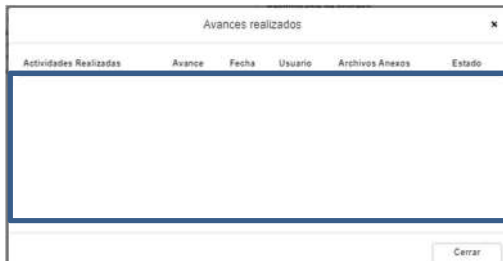 Avances realizados
×
Actividades Realizadas Avance Fecha Usuario Archivos Anexos Estado
Cerrar